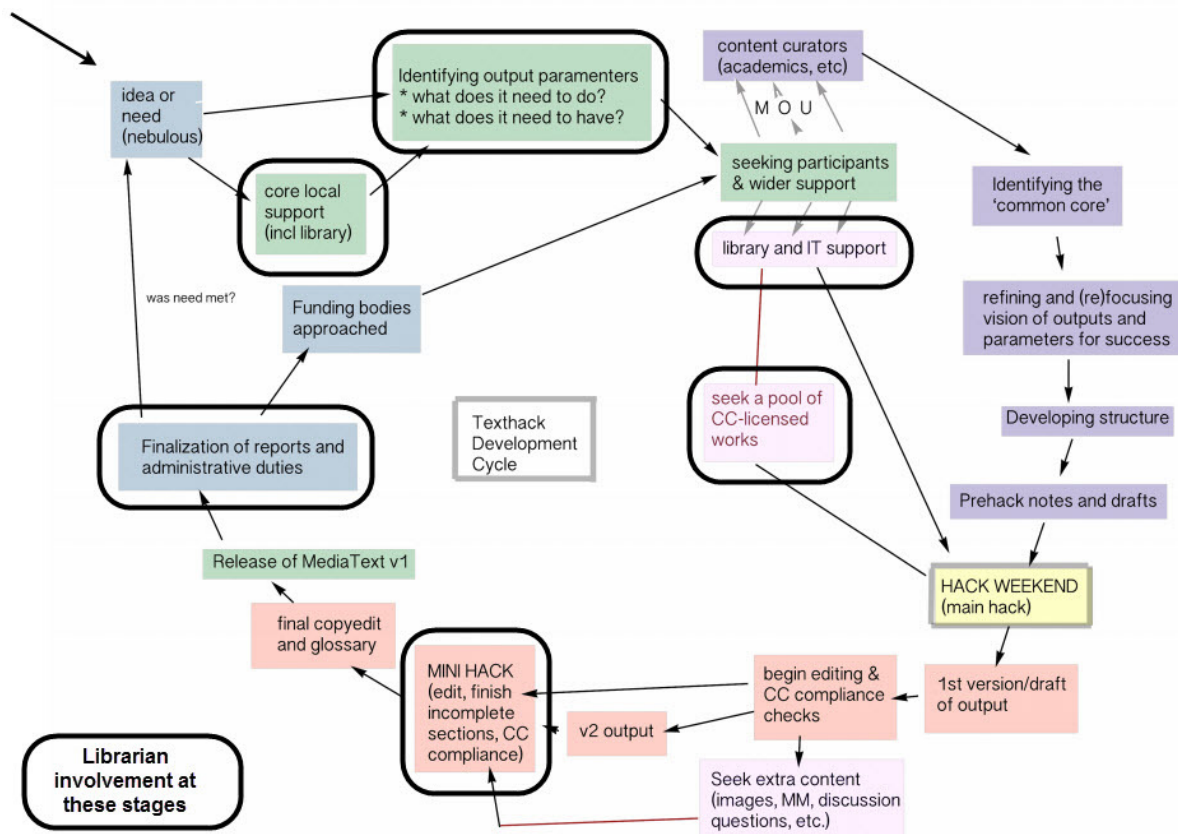 idea or
need
(nebulous)
Identifying output paramenters
* what does it need to do?
* what does it need to have?
core local
support
(incl library)
content curators
(academics, etc)
M O U
seeking participants
& wider support
library and IT support
Identifying the
'common core'
refining and (re)focusing
vision of outputs and
parameters for success
Developing structure
Prehack notes and drafts
HACK WEEKEND
(main hack)
seek a pool of
CC-licensed
works
Texthack
Development
Cycle
was need met?
Funding bodies
approached
Finalization of reports and
administrative duties
Release of MediaText v1
final copyedit
and glossary
MINI HACK
(edit, finish
incomplete
sections, CC
compliance)
v2 output
begin editing &
CC compliance
checks
1st version/draft
of output
Seek extra content
(images, MM, discussion
questions, etc.)
Librarian
involvement at
these stages